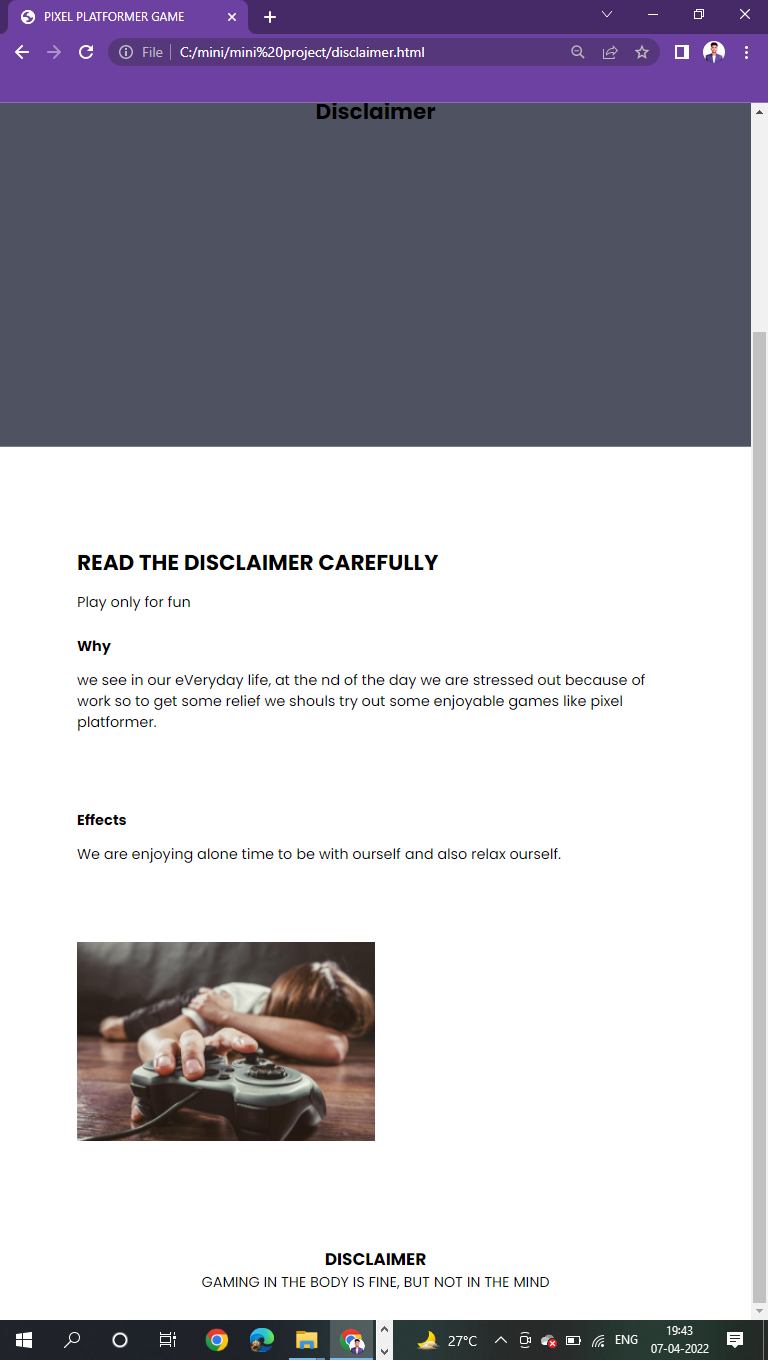 PIXEL PLATFORMER GAME
File
C:/mini/mini%20project/disclaimer.html
Disclaimer
READ THE DISCLAIMER CAREFULLY
Play only for fun
Why
we see in our eVeryday life, at the nd of the day we are stressed out because of
work so to get some relief we shouls try out some enjoyable games like pixel
platformer.
Effects
We are enjoying alone time to be with ourself and also relax ourself.
DISCLAIMER
GAMING IN THE BODY IS FINE, BUT NOT IN THE MIND
27°C
ENG
19:43
07-04-2022